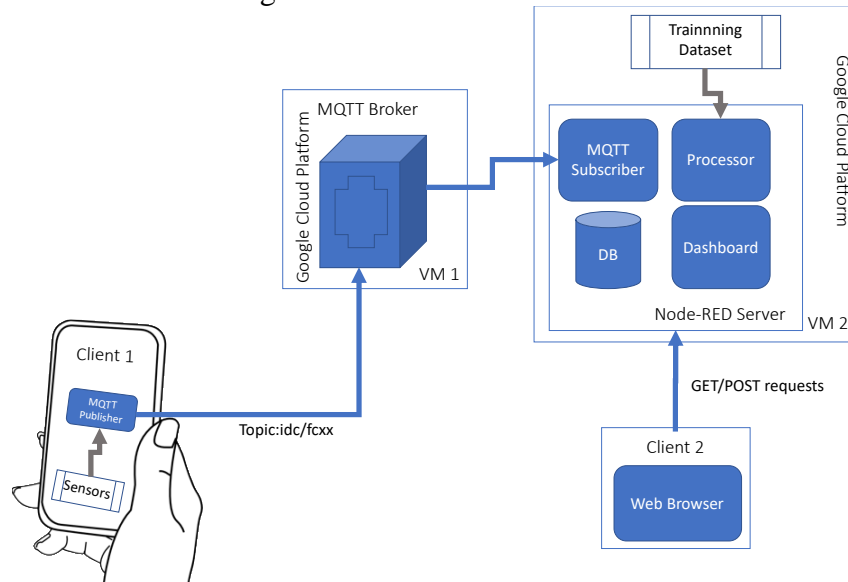 Trainnning
Dataset
Google Cloud Platform
MQTT Broker
Google Cloud Platform
VM 1
MQTT
Subscriber
Processor
DB
Dashboard
Node-RED Server
VM 2
Client 1
MQTT
Publisher
Sensors
Topic:idc/fcxx
GET/POST requests
Client 2
Web Browser